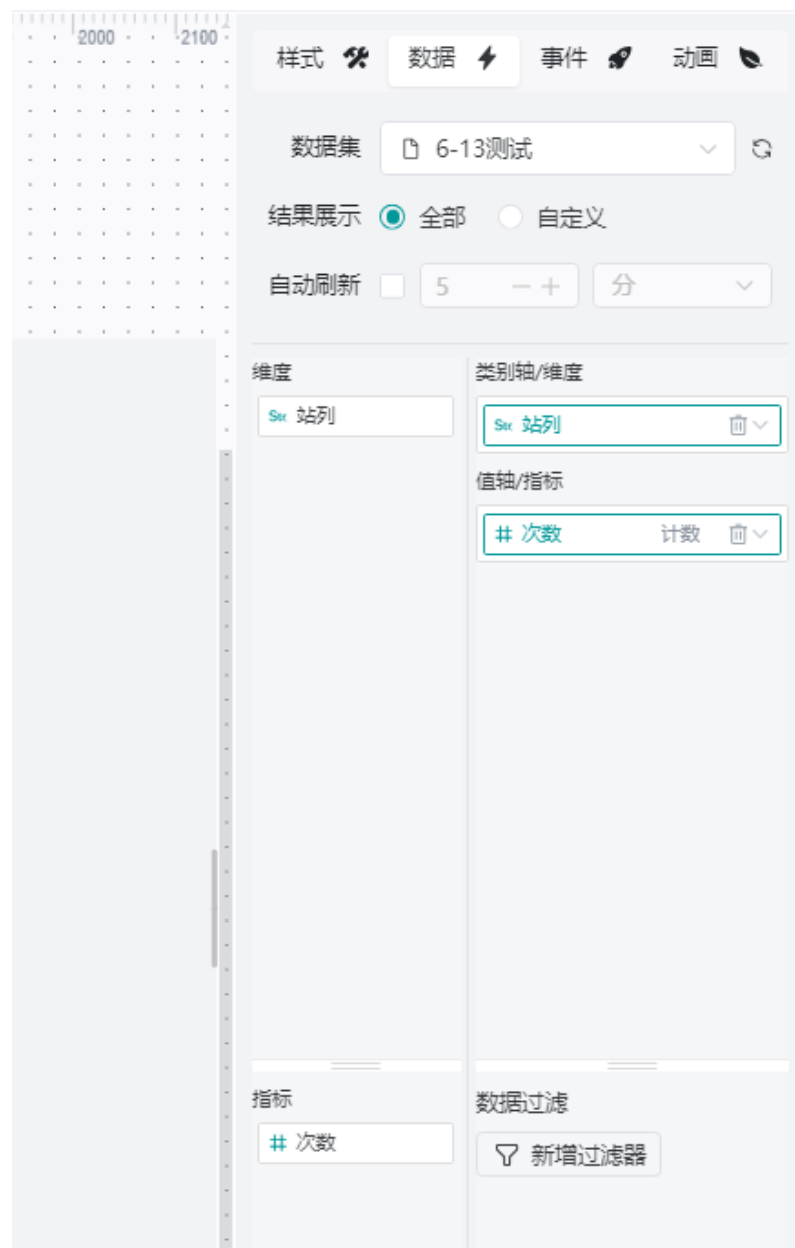 2000 2100
样式 数据 事件 动画
数据集 6-13测试
结果展示 全部 自定义
自动刷新 5 分
维度 类别轴/维度
Str 站列 Str 站列
值轴/指标
# 次数 计数
指标 数据过滤
# 次数 新增过滤器